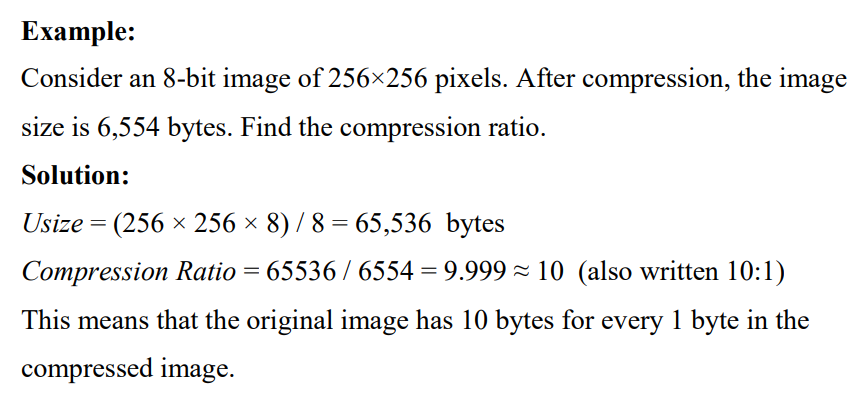 Example:
Consider an 8-bit image of 256×256 pixels. After compression, the image
size is 6,554 bytes. Find the compression ratio.
Solution:
Usize = (256 × 256 × 8) / 8 = 65,536  bytes
Compression Ratio = 65536 / 6554 = 9.999 ≈ 10  (also written 10:1)
This means that the original image has 10 bytes for every 1 byte in the
compressed image.